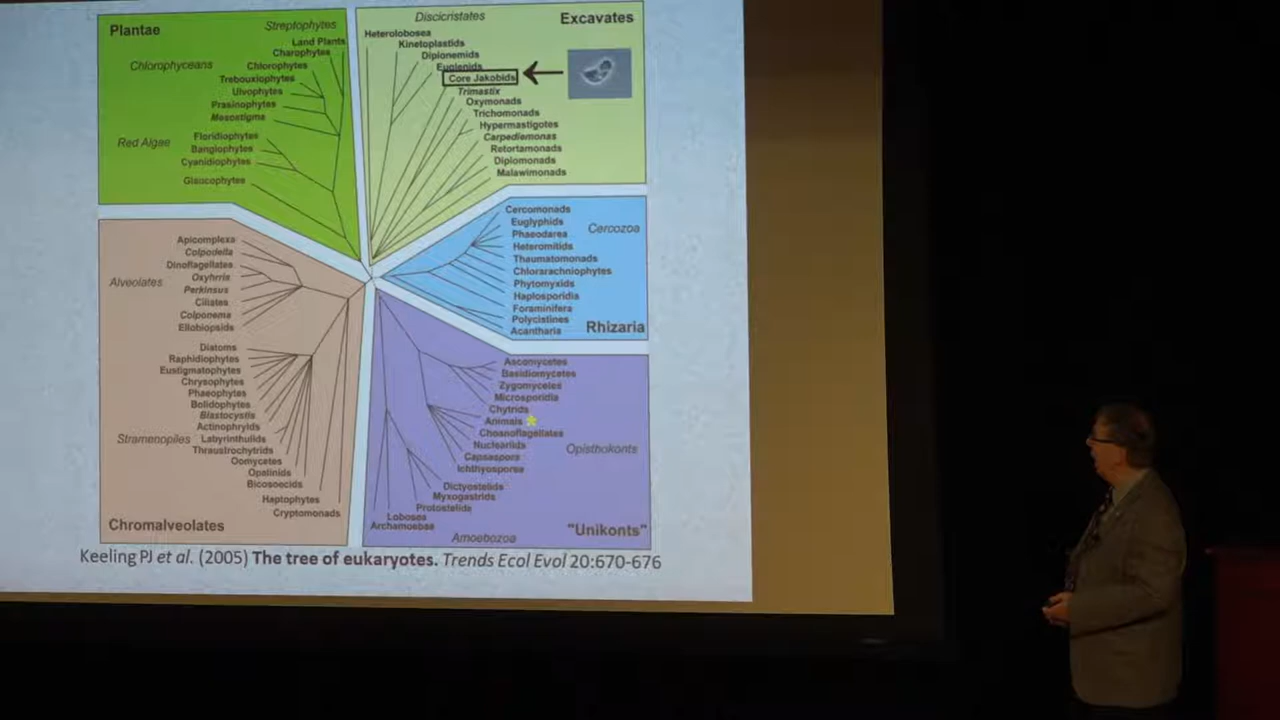 Plantae
Streptophytes
Land Plants
Charophytes
Chlorophyceans
Chlorophytes
Trebouxiophytes
Ulvophytes
Prasinophytes
Mesostigma
Red Algae
Floridiophytes
Bangiophytes
Cyanidiophytes
Glaucophytes
Discicristates
Excavates
Heterolobosea
Kinetoplastids
Diplonemids
Euglenids
Core Jakobids
Trimastix
Oxymonads
Trichomonads
Hypermastigotes
Carpediemonas
Retortamonads
Diplomonads
Malawimonads
Cercomonads
Euglyphids
Cercozoa
Phaeodarea
Heteromitids
Thaumatomonads
Chlorarachniophytes
Phytomyxids
Haplosporidia
Foraminifera
Polycistines
Rhizaria
Acantharia
Apicomplexa
Colpodella
Dinoflagellates
Alveolates
Oxyrrhis
Perkinsus
Ciliates
Colponema
Ellobiopsids
Diatoms
Raphidiophytes
Eustigmatophytes
Chrysophytes
Phaeophytes
Bolidophytes
Blastocystis
Actinophryids
Stramenopiles
Labyrinthulids
Thraustrochytrids
Oomycetes
Opalinids
Bicosoecids
Haptophytes
Cryptomonads
Chromalveolates
Ascomycetes
Basidiomycetes
Zygomycetes
Microsporidia
Chytrids
Animals
Choanoflagellates
Nucleariids
Opisthokonts
Capsaspora
Ichthyosporea
Dictyostelids
Myxogastrids
Protostelids
Lobosea
Archamoebae
Amoebozoa
"Unikonts"
Keeling PJ et al. (2005) The tree of eukaryotes. Trends Ecol Evol 20:670-676